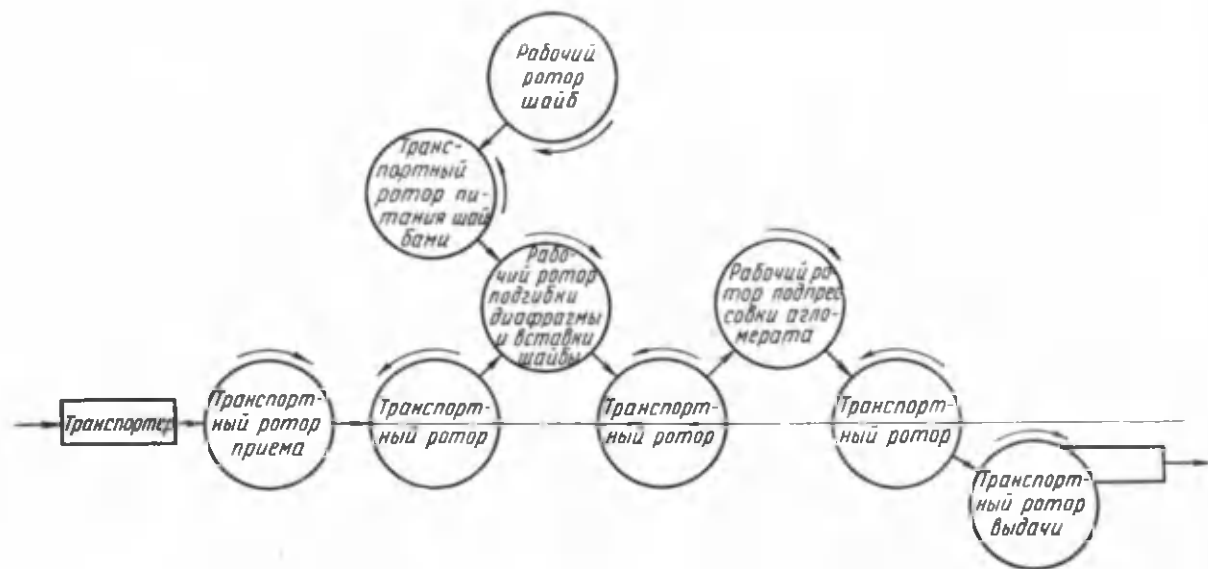 Рабочий
ротор
шайб
Транс-
портный
ротор пи-
тания шай
бами
Рабо-
чий ротор
подгибки
диафрагмы
и вставки
шайбы
Рабочий ро
тор подпрес
совки агло-
мерата
Транспортер
Транспорт-
ный ротор
приема
Транспорт-
ный ротор
Транспорт-
ный ротор
Транспорт-
ный ротор
Транспорт-
ный ротор
выдачи